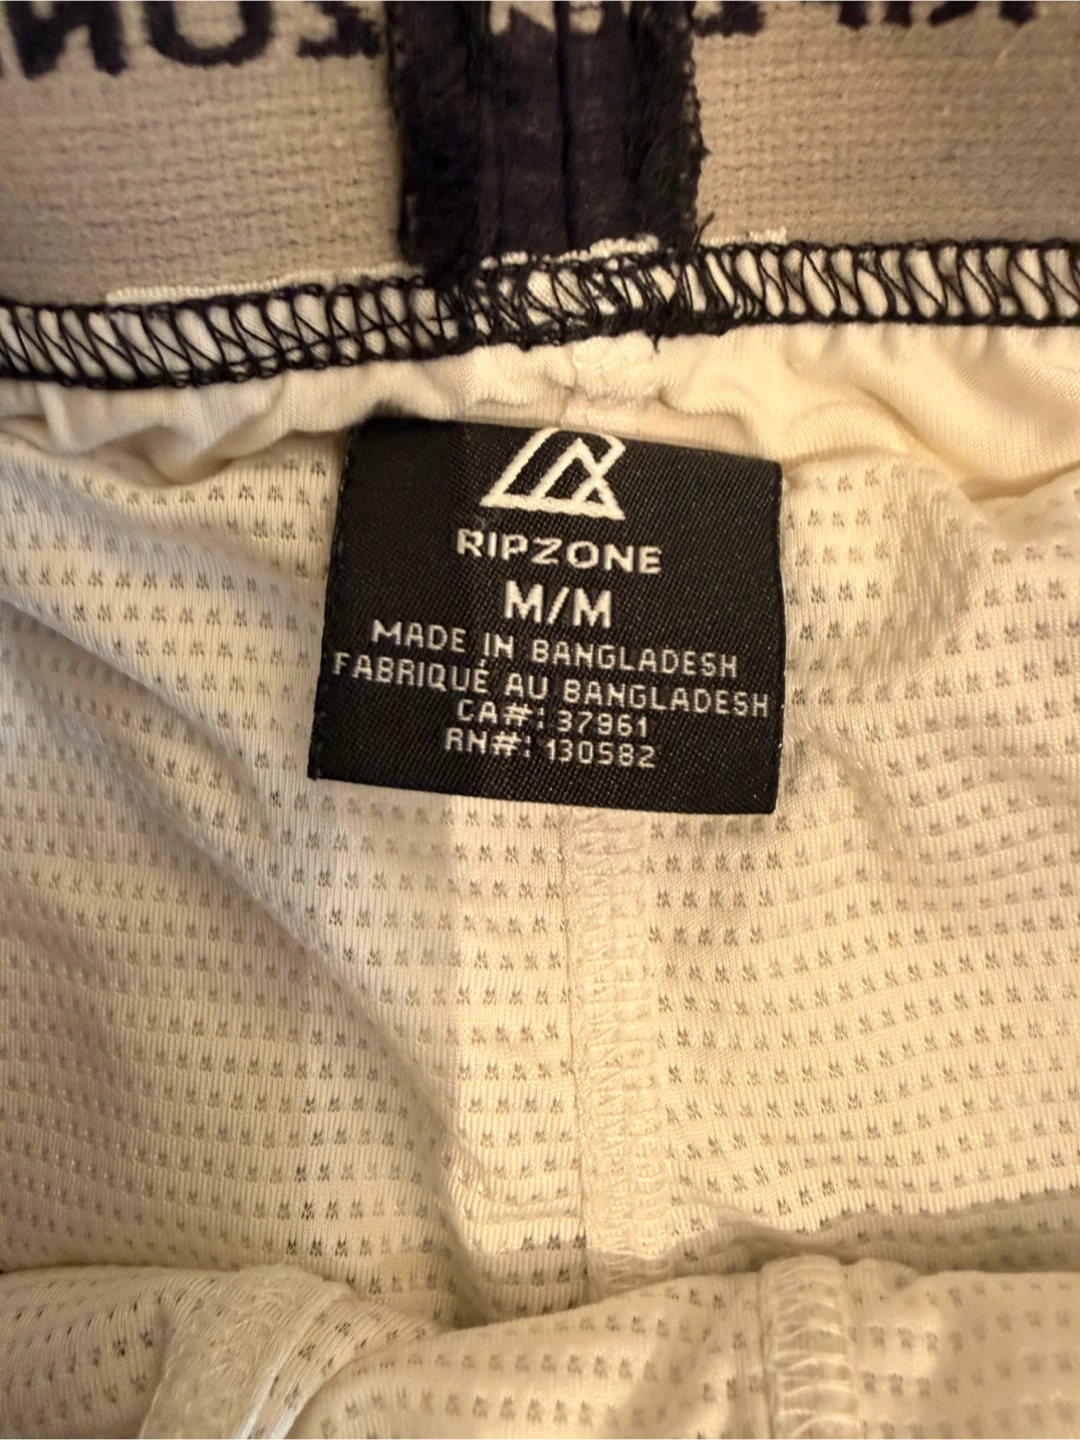 RIPZONE
M/M
MADE IN BANGLADESH
FABRIQUÉ AU BANGLADESH
CA#: 37961
RN#: 130582